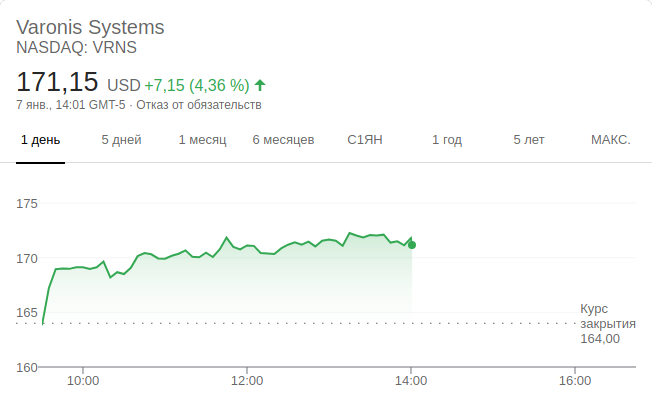 Varonis Systems
NASDAQ: VRNS
171,15 USD +7,15 (4,36 %) ↑
7 янв., 14:01 GMT-5 · Отказ от обязательств
1 день 5 дней 1 месяц 6 месяцев С1ЯН 1 год 5 лет МАКС.
175
170
165
160
Курс
закрытия
164,00
10:00 12:00 14:00 16:00